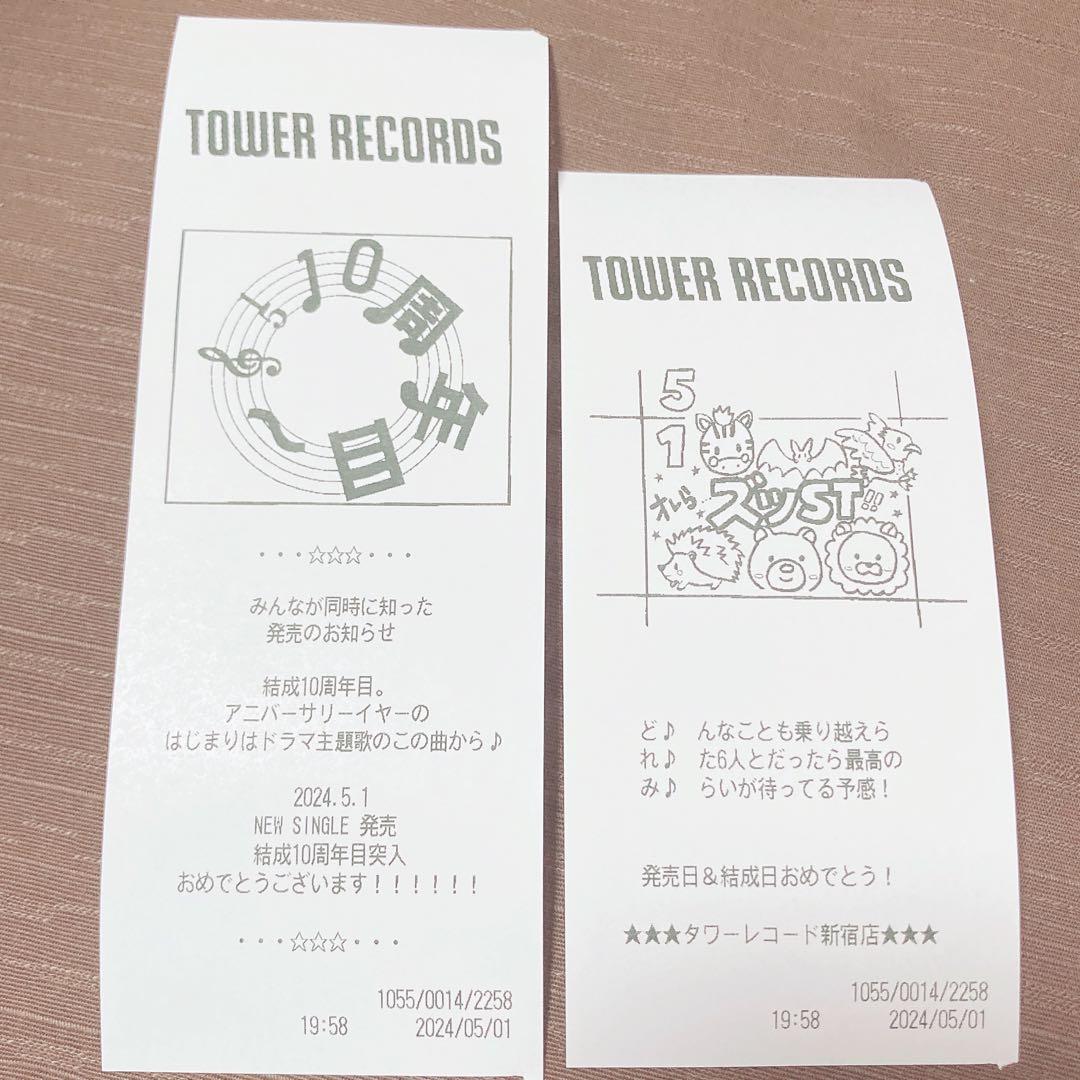 TOWER RECORDS
10周年目
･･･☆☆☆･･･
みんなが同時に知った
発売のお知らせ
結成10周年目。
アニバーサリーイヤーの
はじまりはドラマ主題歌のこの曲から♪
2024.5.1
NEW SINGLE 発売
結成10周年目突入
おめでとうございます！！！！！！
･･･☆☆☆･･･
1055/0014/2258
19:58 2024/05/01
TOWER RECORDS
5
1
オレら
ズッST!!
ど♪ んなことも乗り越えら
れ♪ た6人とだったら最高の
み♪ らいが待ってる予感！
発売日＆結成日おめでとう！
★★★タワーレコード新宿店★★★
1055/0014/2258
19:58 2024/05/01